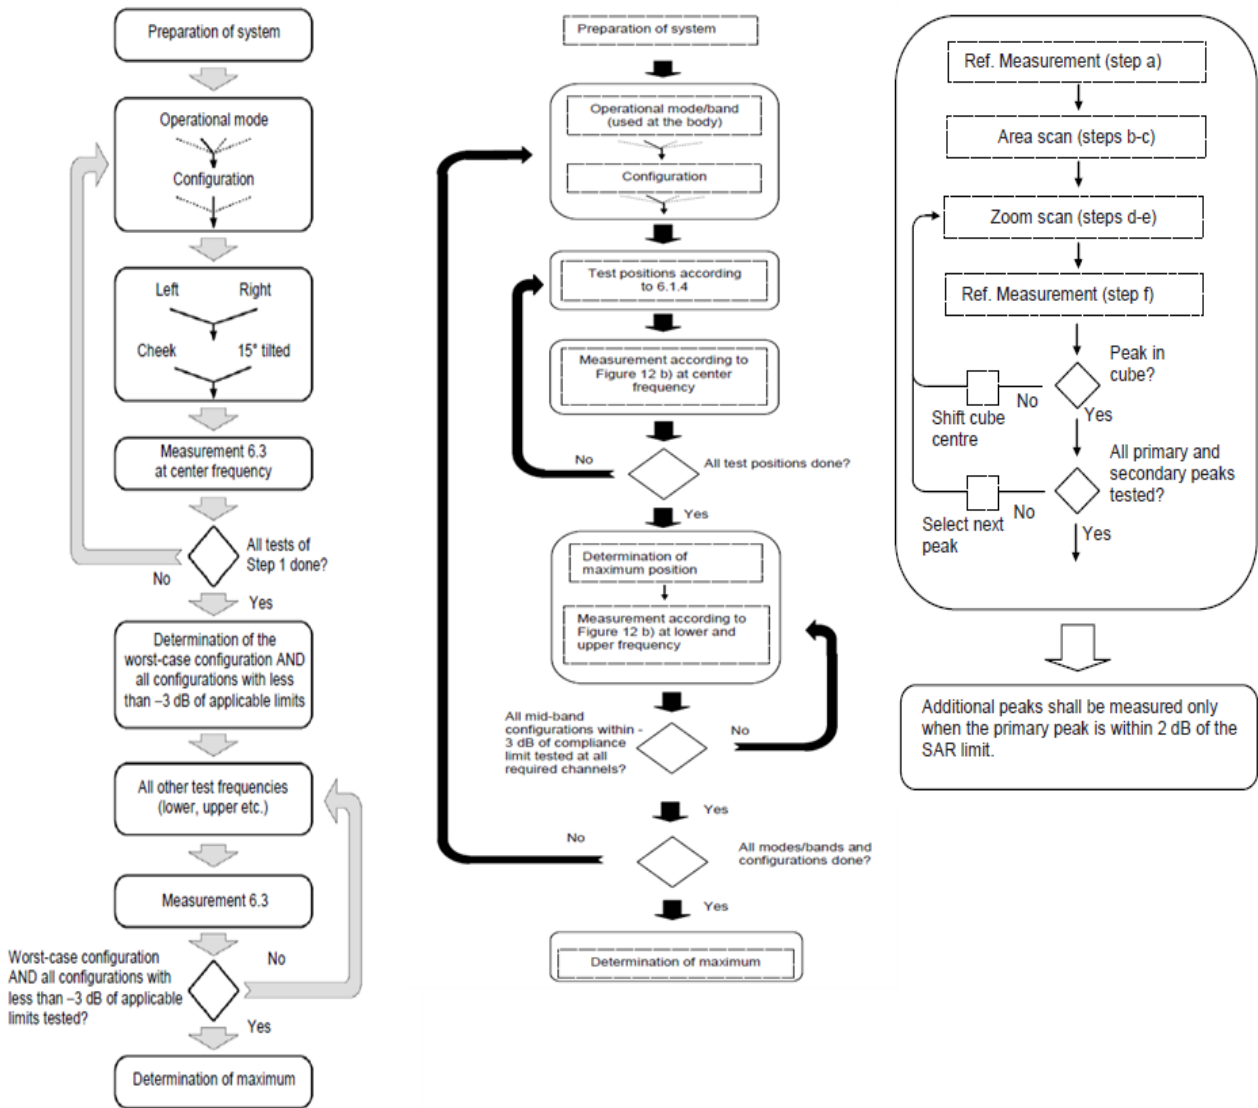 Preparation of system
Operational mode
Configuration
Left
Right
Cheek
15° tilted
Measurement 6.3
at center frequency
All tests of
Step 1 done?
No
Yes
Determination of the
worst-case configuration AND
all configurations with less
than –3 dB of applicable limits
All other test frequencies
(lower, upper etc.)
Measurement 6.3
Worst-case configuration
AND all configurations with
less than –3 dB of applicable
limits tested?
No
Yes
Determination of maximum
Preparation of system
Operational mode/band
(used at the body)
Configuration
Test positions according
to 6.1.4
Measurement according to
Figure 12 b) at center
frequency
No
All test positions done?
Yes
Determination of
maximum position
Measurement according to
Figure 12 b) at lower and
upper frequency
All mid-band
configurations within -
3 dB of compliance
limit tested at all
required channels?
No
Yes
No
All modes/bands and
configurations done?
Yes
Determination of maximum
Ref. Measurement (step a)
Area scan (steps b-c)
Zoom scan (steps d-e)
Ref. Measurement (step f)
Peak in
cube?
No
Shift cube
centre
Yes
All primary and
secondary peaks
tested?
No
Select next
peak
Yes
Additional peaks shall be measured only
when the primary peak is within 2 dB of the
SAR limit.